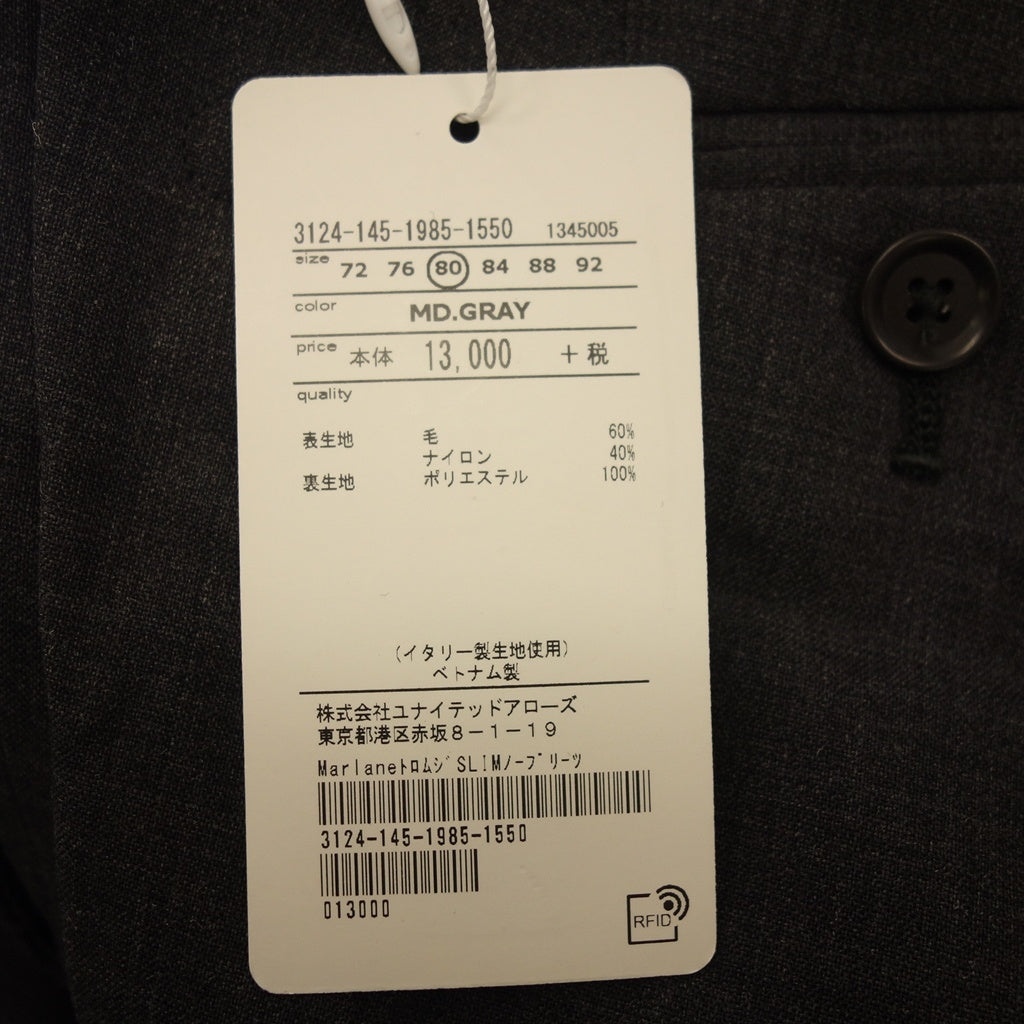 3124-145-1985-1550 1345005
size 72 76 80 84 88 92
color MD.GRAY
price 本体 13,000 +税
quality
表生地 毛 60%
ナイロン 40%
裏生地 ポリエステル 100%
(イタリー製生地使用)
ベトナム製
株式会社ユナイテッドアローズ
東京都港区赤坂8-1-19
MarlaneトロムジSLIMノープリーツ
3124-145-1985-1550
013000
RFID